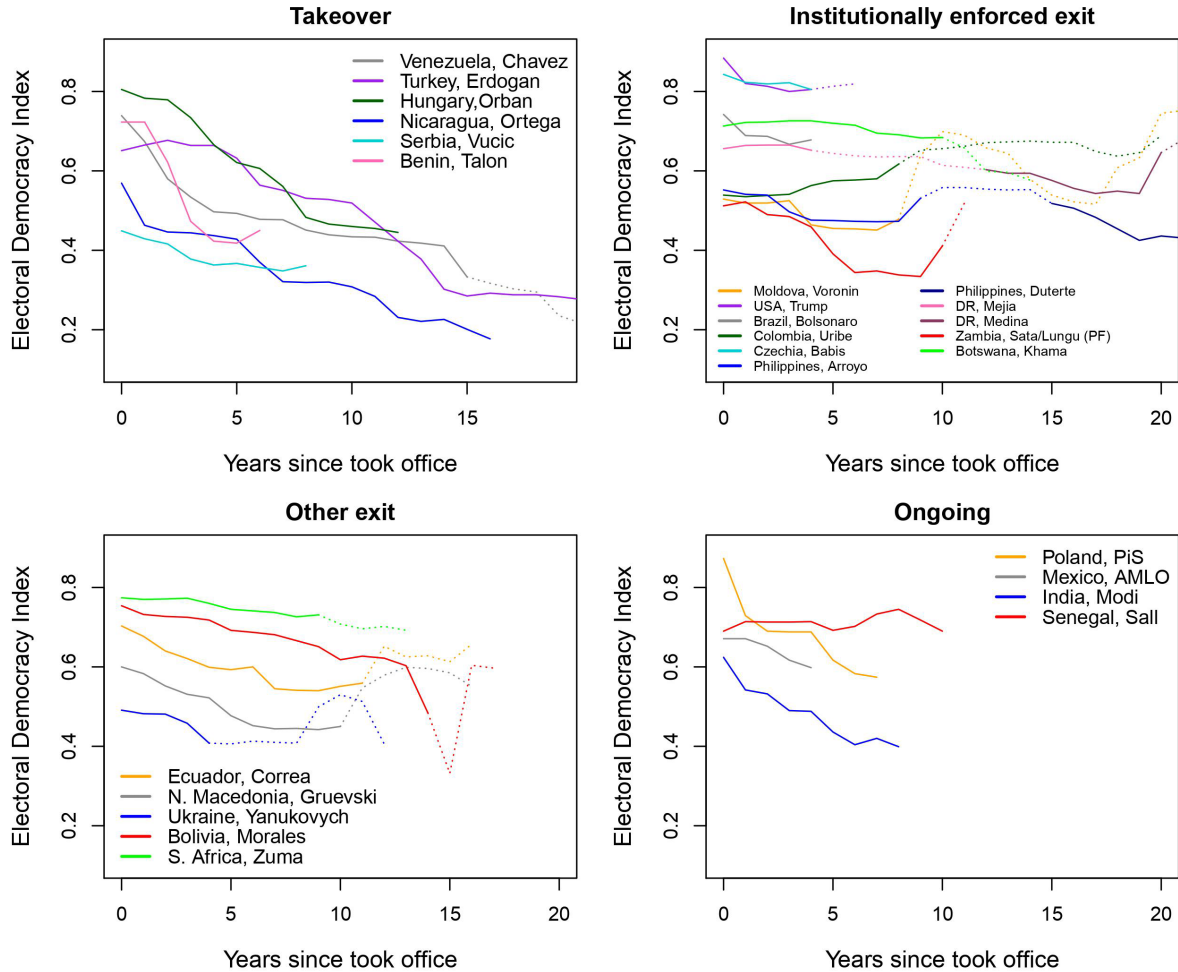 Takeover
Electoral Democracy Index
0.8
0.6
0.4
0.2
Venezuela, Chavez
Turkey, Erdogan
Hungary,Orban
Nicaragua, Ortega
Serbia, Vucic
Benin, Talon
0 5 10 15
Years since took office
Institutionally enforced exit
Electoral Democracy Index
0.8
0.6
0.4
0.2
Moldova, Voronin
USA, Trump
Brazil, Bolsonaro
Colombia, Uribe
Czechia, Babis
Philippines, Arroyo
Philippines, Duterte
DR, Mejia
DR, Medina
Zambia, Sata/Lungu (PF)
Botswana, Khama
0 5 10 15 20
Years since took office
Other exit
Electoral Democracy Index
0.8
0.6
0.4
0.2
Ecuador, Correa
N. Macedonia, Gruevski
Ukraine, Yanukovych
Bolivia, Morales
S. Africa, Zuma
0 5 10 15 20
Years since took office
Ongoing
Electoral Democracy Index
0.8
0.6
0.4
0.2
Poland, PiS
Mexico, AMLO
India, Modi
Senegal, Sall
0 5 10 15 20
Years since took office